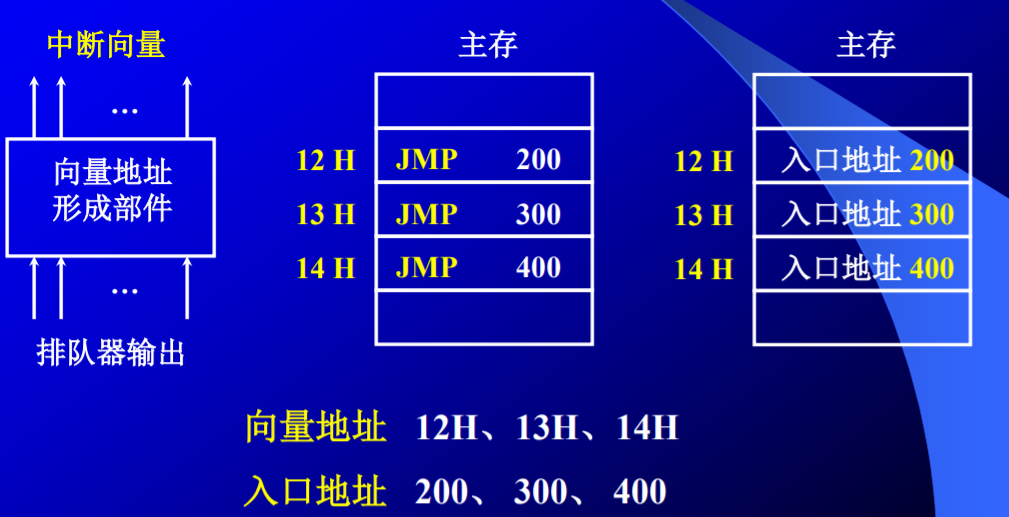 中断向量
…
向量地址
形成部件
…
排队器输出
主存
12 H JMP 200
13 H JMP 300
14 H JMP 400
主存
12 H 入口地址 200
13 H 入口地址 300
14 H 入口地址 400
向量地址 12H、13H、14H
入口地址 200、 300、 400